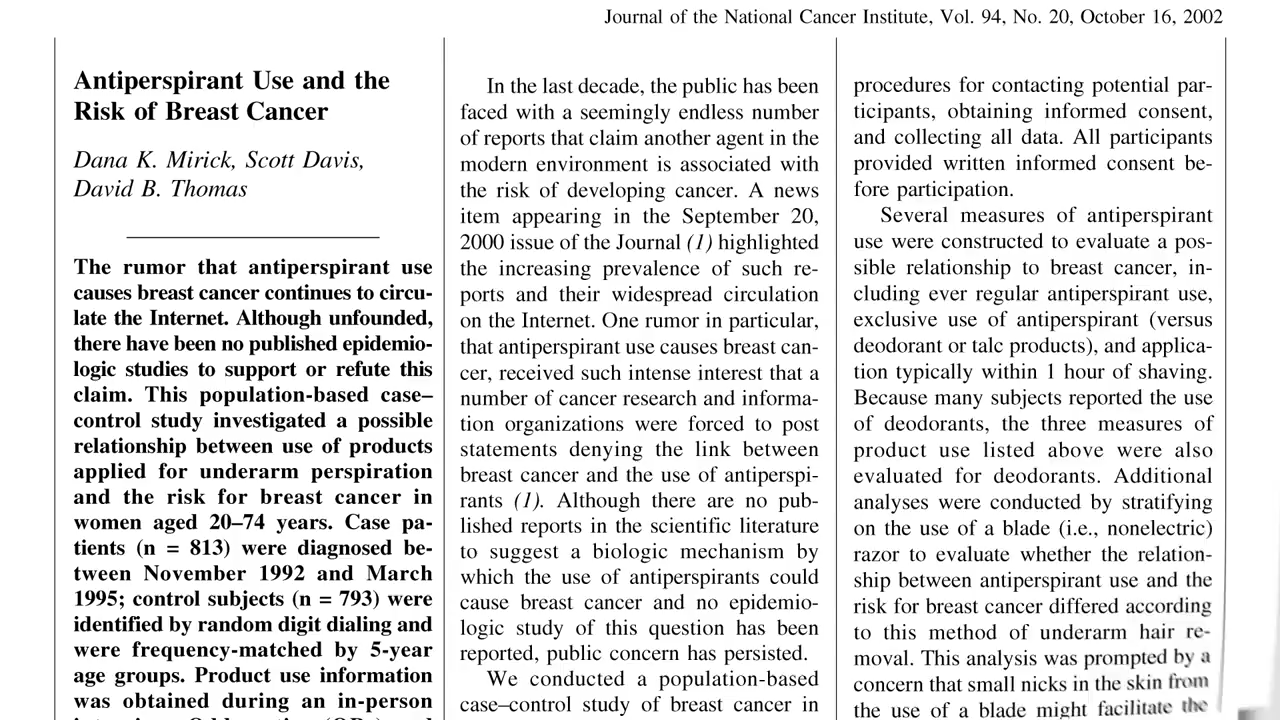 Journal of the National Cancer Institute, Vol. 94, No. 20, October 16, 2002
Antiperspirant Use and the
Risk of Breast Cancer
Dana K. Mirick, Scott Davis,
David B. Thomas
The rumor that antiperspirant use
causes breast cancer continues to circu-
late the Internet. Although unfounded,
there have been no published epidemio-
logic studies to support or refute this
claim. This population-based case–
control study investigated a possible
relationship between use of products
applied for underarm perspiration
and the risk for breast cancer in
women aged 20–74 years. Case pa-
tients (n = 813) were diagnosed be-
tween November 1992 and March
1995; control subjects (n = 793) were
identified by random digit dialing and
were frequency-matched by 5-year
age groups. Product use information
was obtained during an in-person
In the last decade, the public has been
faced with a seemingly endless number
of reports that claim another agent in the
modern environment is associated with
the risk of developing cancer. A news
item appearing in the September 20,
2000 issue of the Journal (1) highlighted
the increasing prevalence of such re-
ports and their widespread circulation
on the Internet. One rumor in particular,
that antiperspirant use causes breast can-
cer, received such intense interest that a
number of cancer research and informa-
tion organizations were forced to post
statements denying the link between
breast cancer and the use of antiperspi-
rants (1). Although there are no pub-
lished reports in the scientific literature
to suggest a biologic mechanism by
which the use of antiperspirants could
cause breast cancer and no epidemio-
logic study of this question has been
reported, public concern has persisted.
We conducted a population-based
case–control study of breast cancer in
procedures for contacting potential par-
ticipants, obtaining informed consent,
and collecting all data. All participants
provided written informed consent be-
fore participation.
Several measures of antiperspirant
use were constructed to evaluate a pos-
sible relationship to breast cancer, in-
cluding ever regular antiperspirant use,
exclusive use of antiperspirant (versus
deodorant or talc products), and applica-
tion typically within 1 hour of shaving.
Because many subjects reported the use
of deodorants, the three measures of
product use listed above were also
evaluated for deodorants. Additional
analyses were conducted by stratifying
on the use of a blade (i.e., nonelectric)
razor to evaluate whether the relation-
ship between antiperspirant use and the
risk for breast cancer differed according
to this method of underarm hair re-
moval. This analysis was prompted by a
concern that small nicks in the skin from
the use of a blade might facilitate the